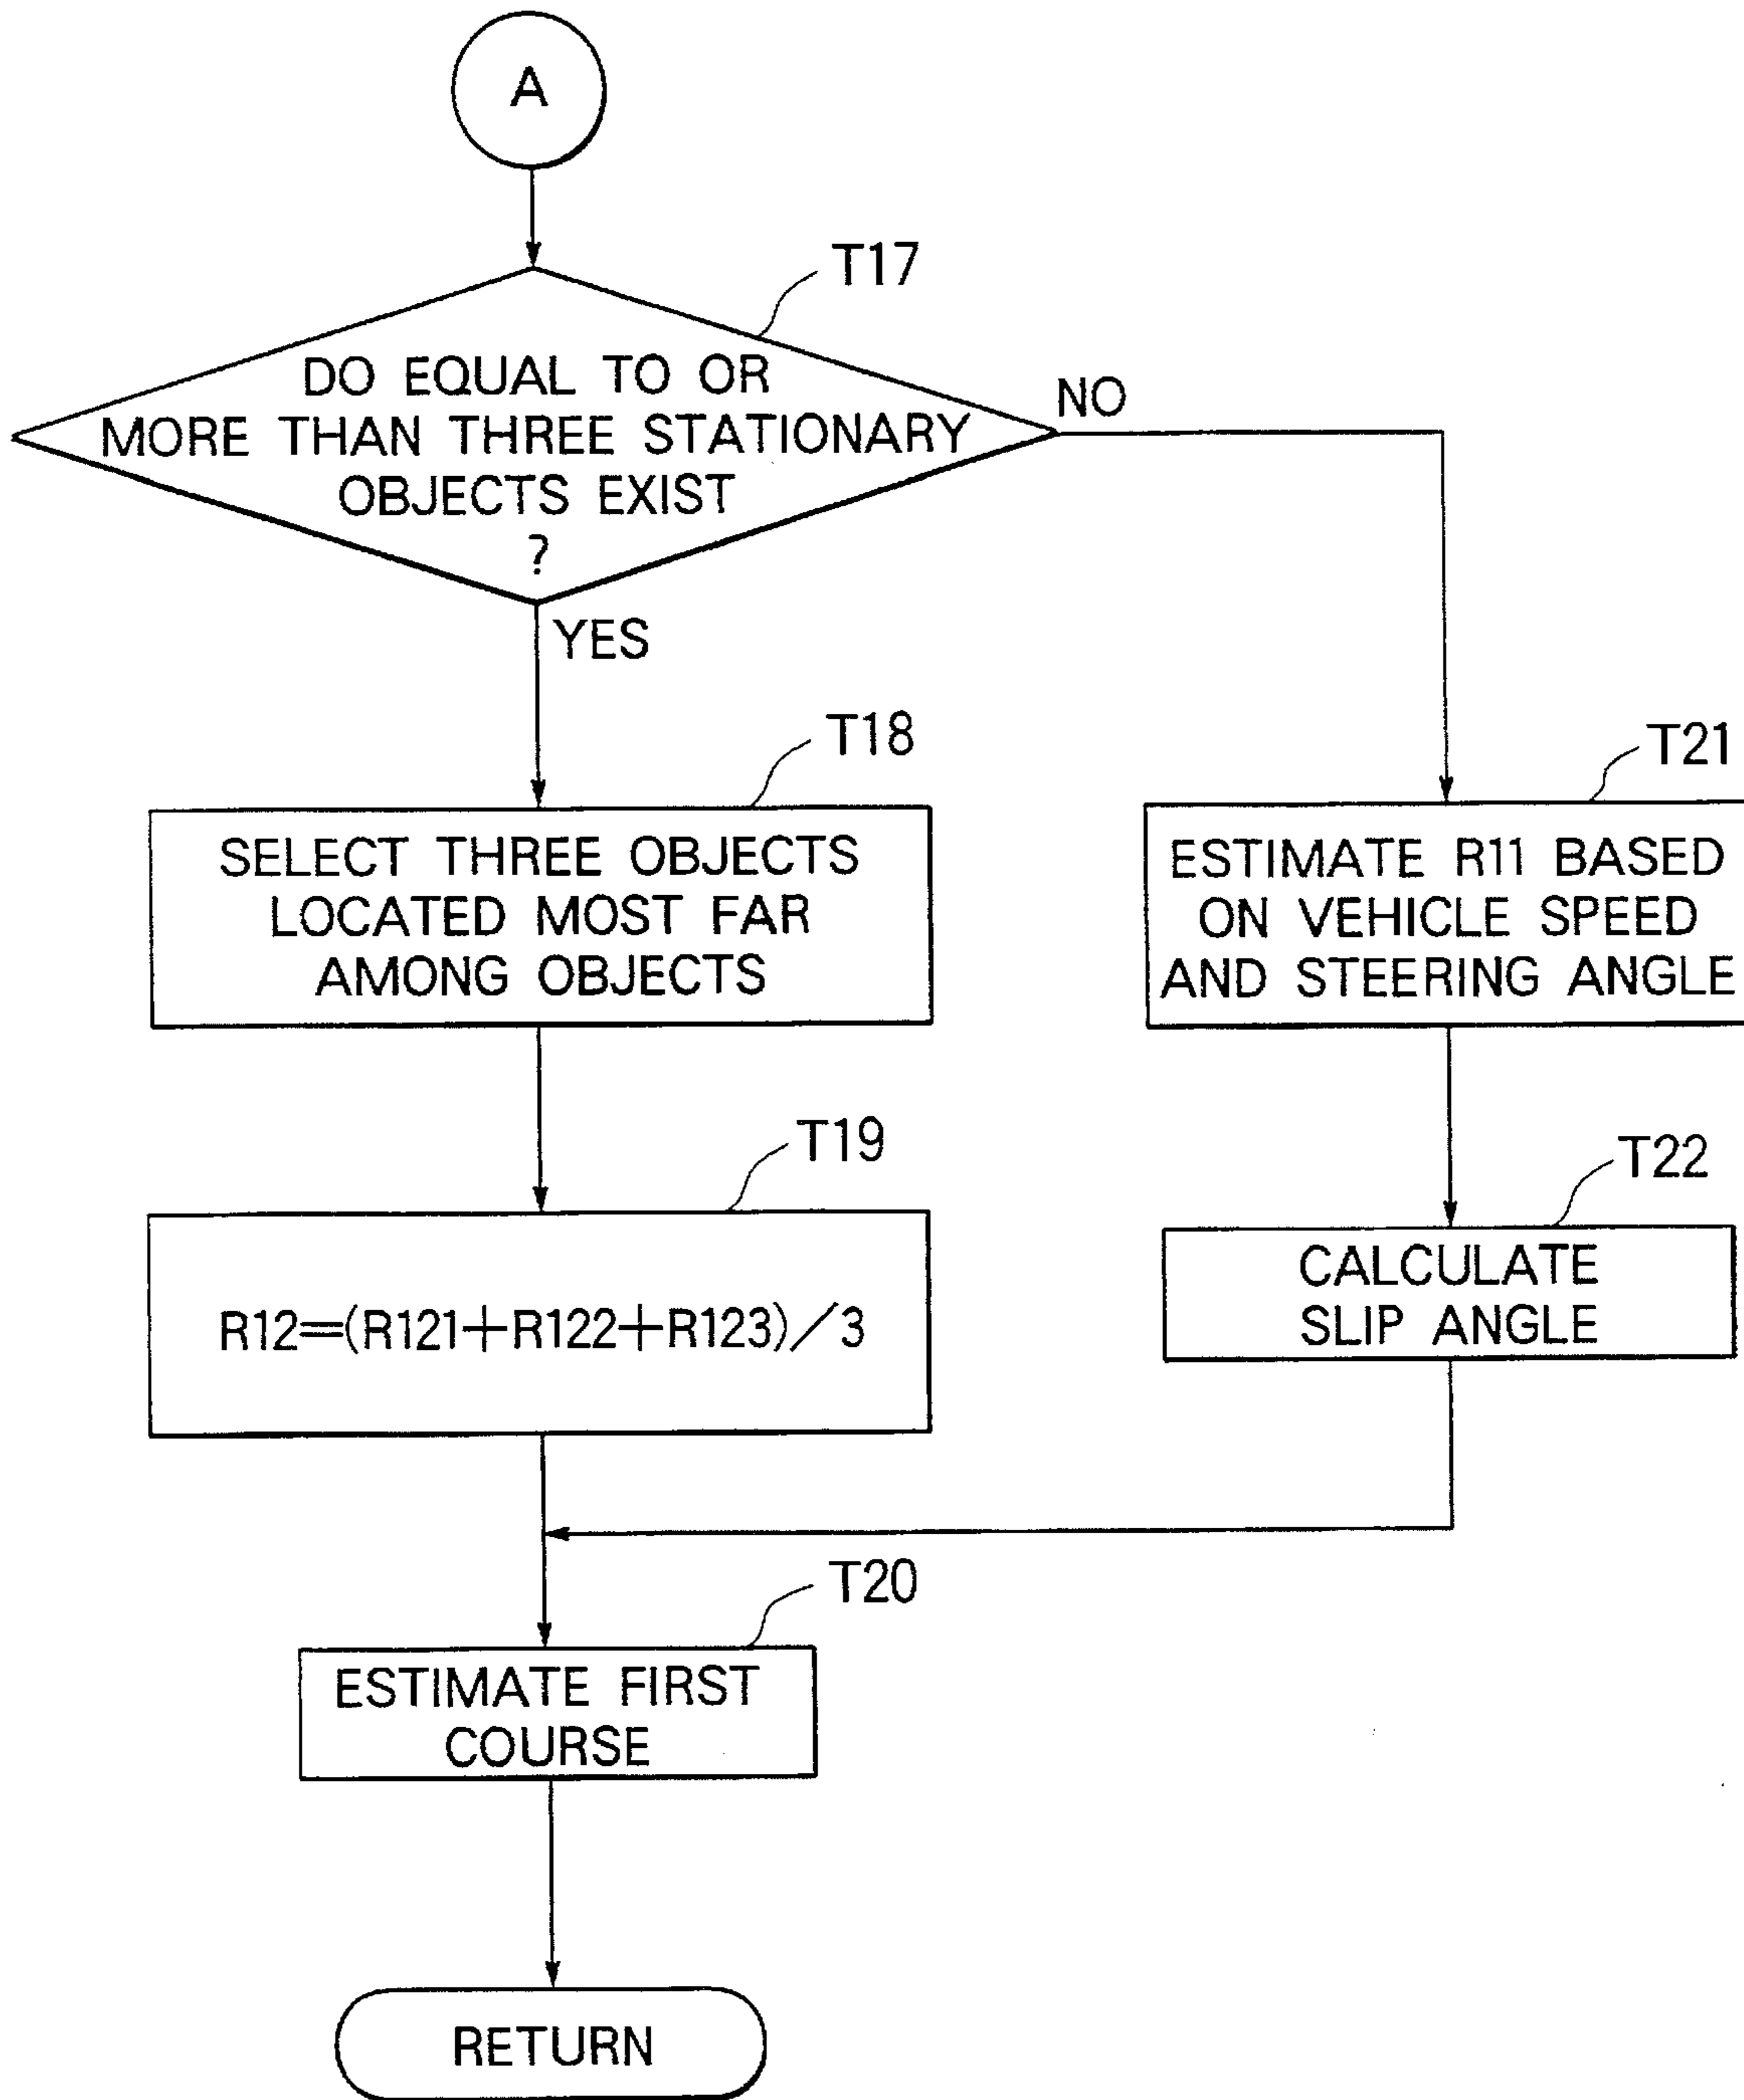 A
T17
DO EQUAL TO OR
MORE THAN THREE STATIONARY
OBJECTS EXIST
?
NO
YES
T18
SELECT THREE OBJECTS
LOCATED MOST FAR
AMONG OBJECTS
T21
ESTIMATE R11 BASED
ON VEHICLE SPEED
AND STEERING ANGLE
T19
R12=(R121+R122+R123)/3
T22
CALCULATE
SLIP ANGLE
T20
ESTIMATE FIRST
COURSE
RETURN